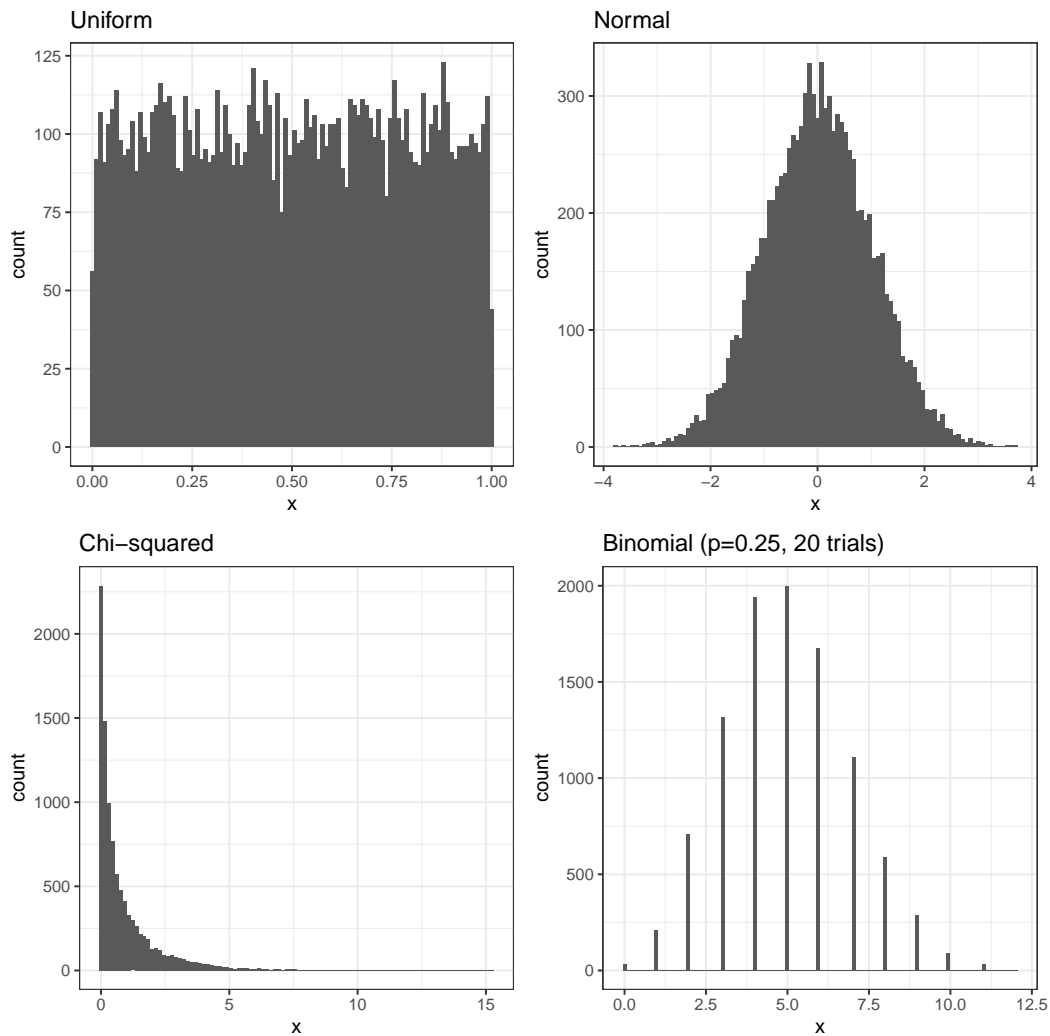 Uniform
125
100
75
50
25
0
count
0.00 0.25 0.50 0.75 1.00
x
Normal
300
200
100
0
count
−4 −2 0 2 4
x
Chi−squared
2000
1500
1000
500
0
count
0 5 10 15
x
Binomial (p=0.25, 20 trials)
2000
1500
1000
500
0
count
0.0 2.5 5.0 7.5 10.0 12.5
x